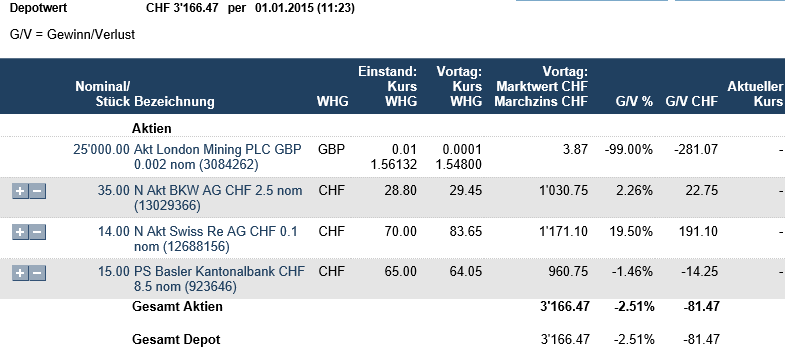 Depotwert CHF 3'166.47 per 01.01.2015 (11:23)
G/V = Gewinn/Verlust
Nominal/ Stück Bezeichnung WHG Einstand: Kurs WHG Vortag: Kurs WHG Vortag: Marktwert CHF Marchzins CHF G/V % G/V CHF Aktueller Kurs
Aktien
25'000.00 Akt London Mining PLC GBP GBP 0.01 0.0001 3.87 -99.00% -281.07 -
0.002 nom (3084262) 1.56132 1.54800
+ − 35.00 N Akt BKW AG CHF 2.5 nom CHF 28.80 29.45 1'030.75 2.26% 22.75 -
(13029366)
+ − 14.00 N Akt Swiss Re AG CHF 0.1 CHF 70.00 83.65 1'171.10 19.50% 191.10 -
nom (12688156)
+ − 15.00 PS Basler Kantonalbank CHF CHF 65.00 64.05 960.75 -1.46% -14.25 -
8.5 nom (923646)
Gesamt Aktien 3'166.47 -2.51% -81.47
Gesamt Depot 3'166.47 -2.51% -81.47